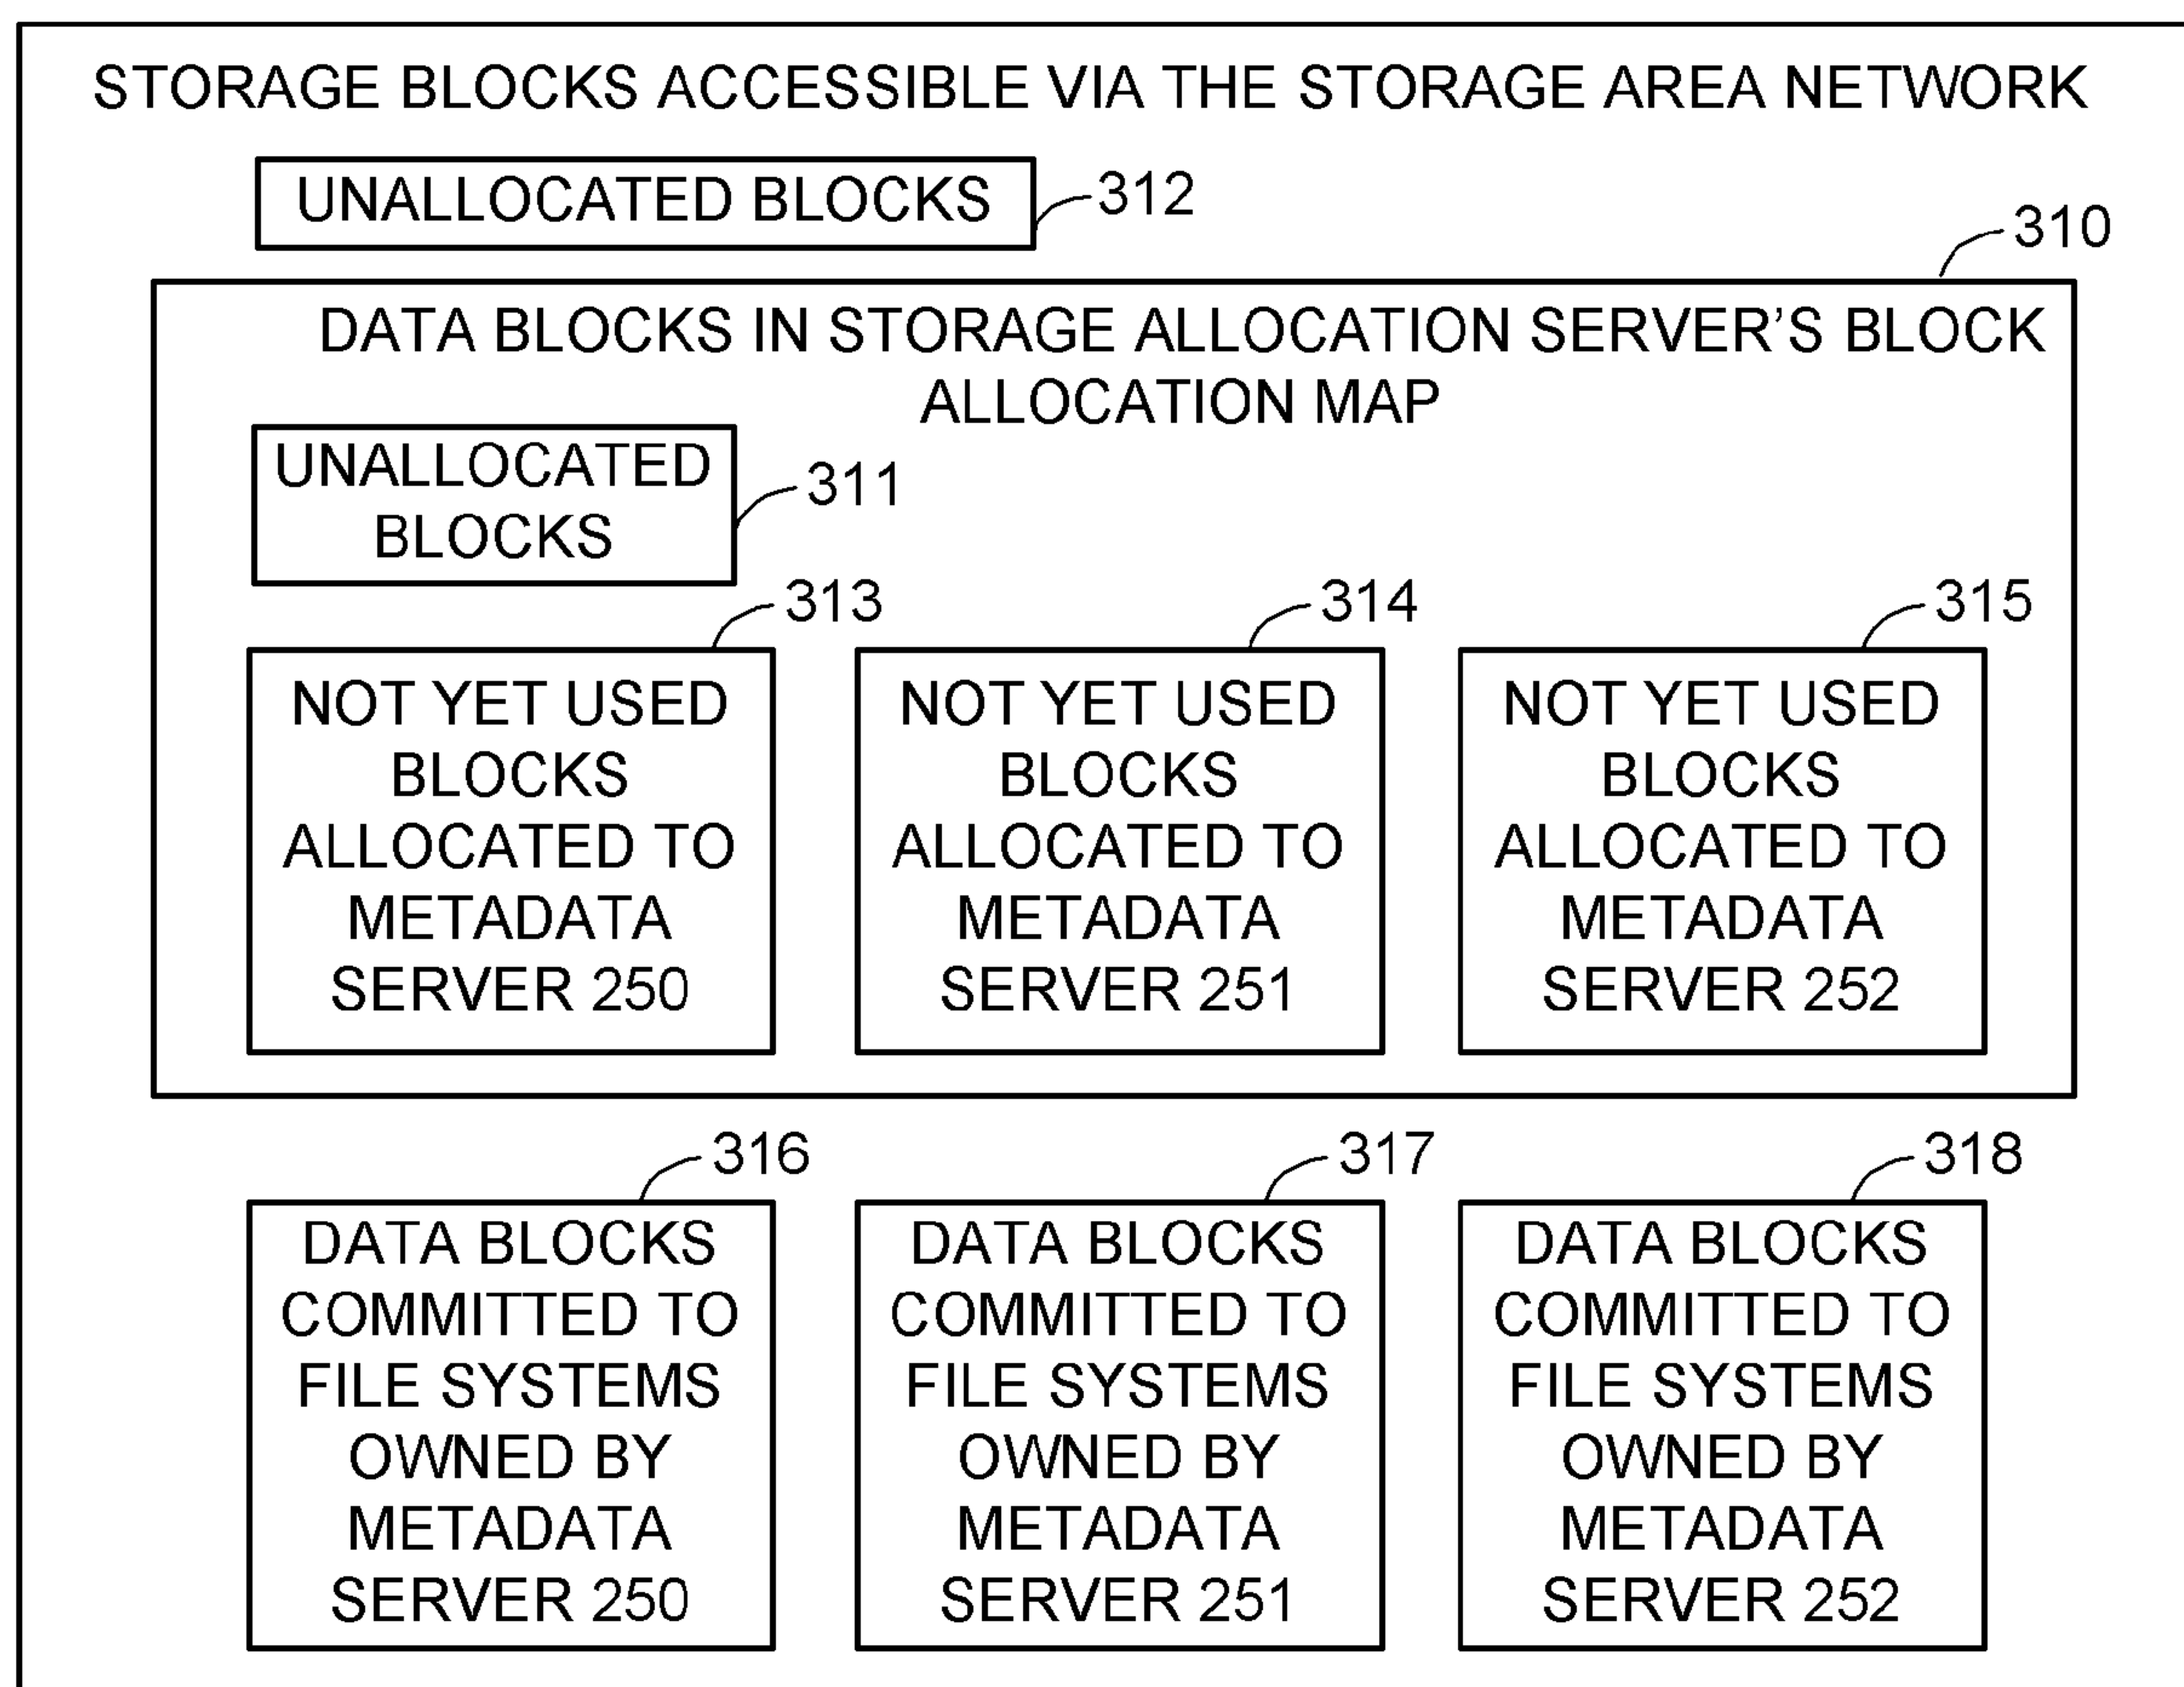 STORAGE BLOCKS ACCESSIBLE VIA THE STORAGE AREA NETWORK
UNALLOCATED BLOCKS
312
310
DATA BLOCKS IN STORAGE ALLOCATION SERVER'S BLOCK
ALLOCATION MAP
UNALLOCATED
BLOCKS
311
313
NOT YET USED
BLOCKS
ALLOCATED TO
METADATA
SERVER 250
314
NOT YET USED
BLOCKS
ALLOCATED TO
METADATA
SERVER 251
315
NOT YET USED
BLOCKS
ALLOCATED TO
METADATA
SERVER 252
316
DATA BLOCKS
COMMITTED TO
FILE SYSTEMS
OWNED BY
METADATA
SERVER 250
317
DATA BLOCKS
COMMITTED TO
FILE SYSTEMS
OWNED BY
METADATA
SERVER 251
318
DATA BLOCKS
COMMITTED TO
FILE SYSTEMS
OWNED BY
METADATA
SERVER 252